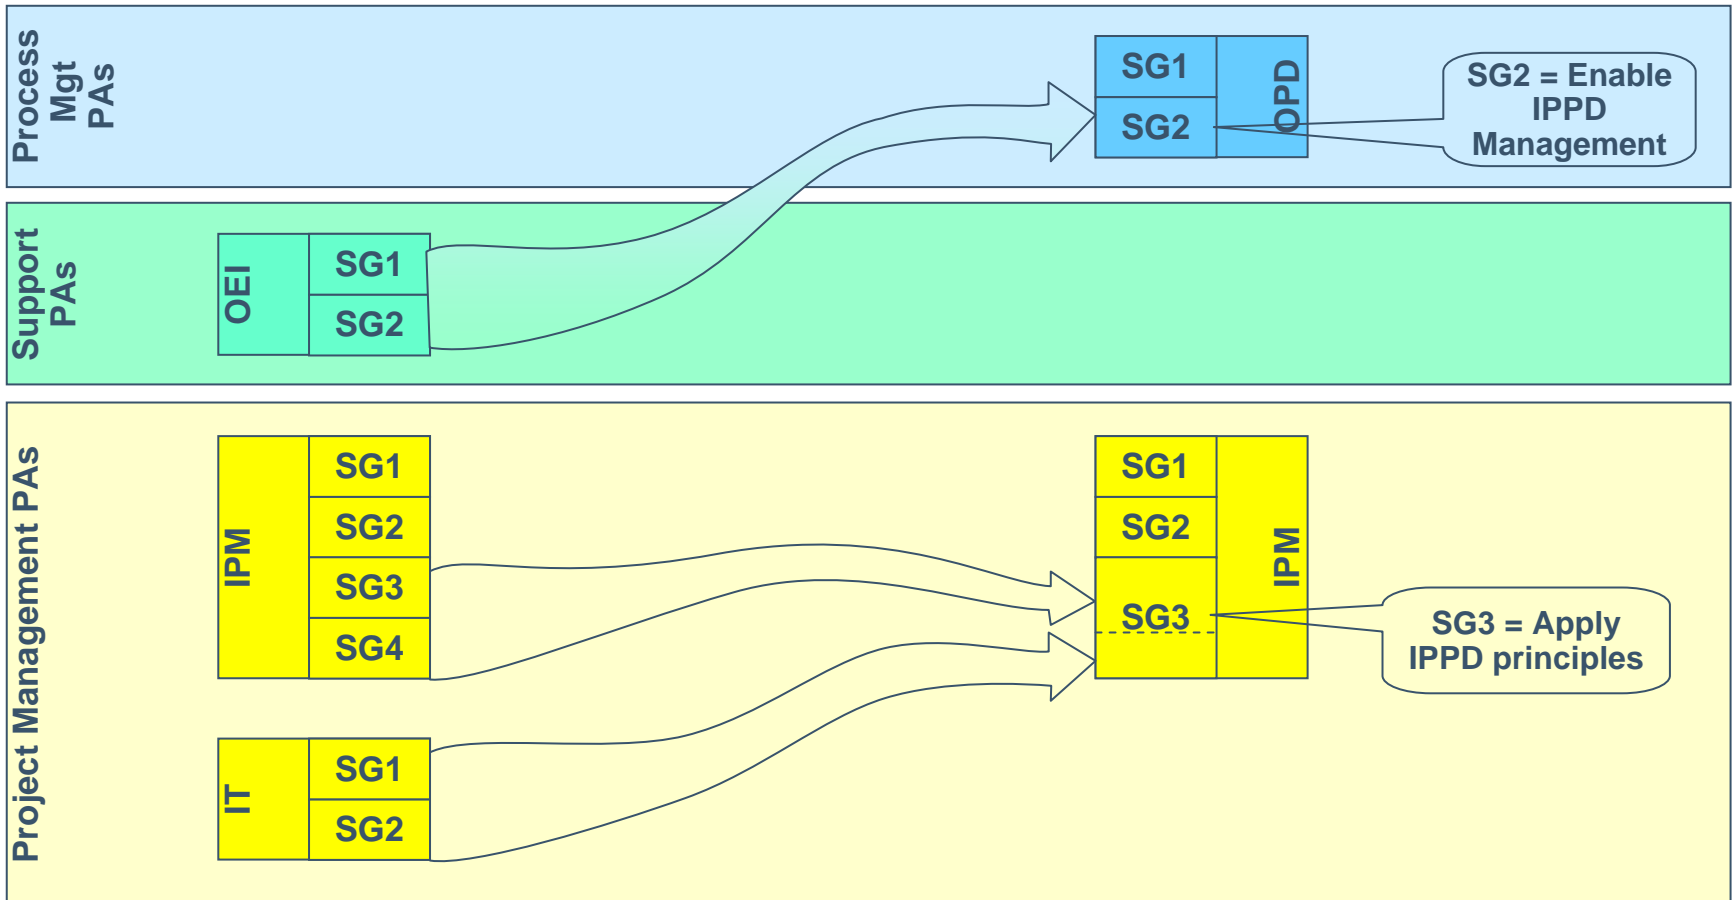 Process
Mgt
PAs
SG1
SG2
OPD
SG2 = Enable
IPPD
Management
Support
PAs
OEI
SG1
SG2
Project Management PAs
IPM
SG1
SG2
SG3
SG4
SG1
SG2
SG3
IPM
SG3 = Apply
IPPD principles
IT
SG1
SG2